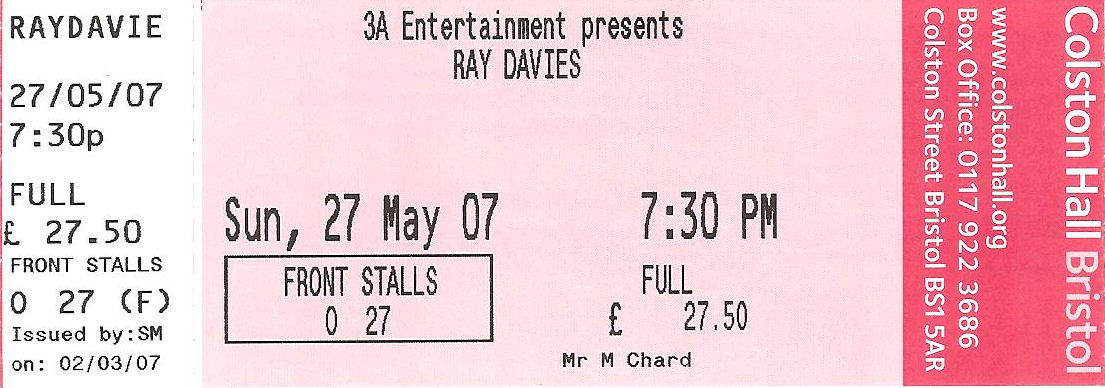 RAYDAVIE
27/05/07
7:30p
FULL
£ 27.50
FRONT STALLS
O 27 (F)
Issued by:SM
on: 02/03/07
3A Entertainment presents
RAY DAVIES
Sun, 27 May 07
7:30 PM
FRONT STALLS
O 27
FULL
£ 27.50
Mr M Chard
Colston Hall Bristol
www.colstonhall.org
Box Office: 0117 922 3686
Colston Street Bristol BS1 5AR